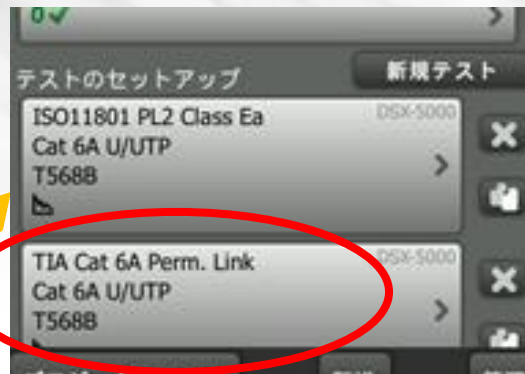 0✓
テストのセットアップ
新規テスト
ISO11801 PL2 Class Ea
DSX-5000
Cat 6A U/UTP
T568B
TIA Cat 6A Perm. Link
DSX-5000
Cat 6A U/UTP
T568B